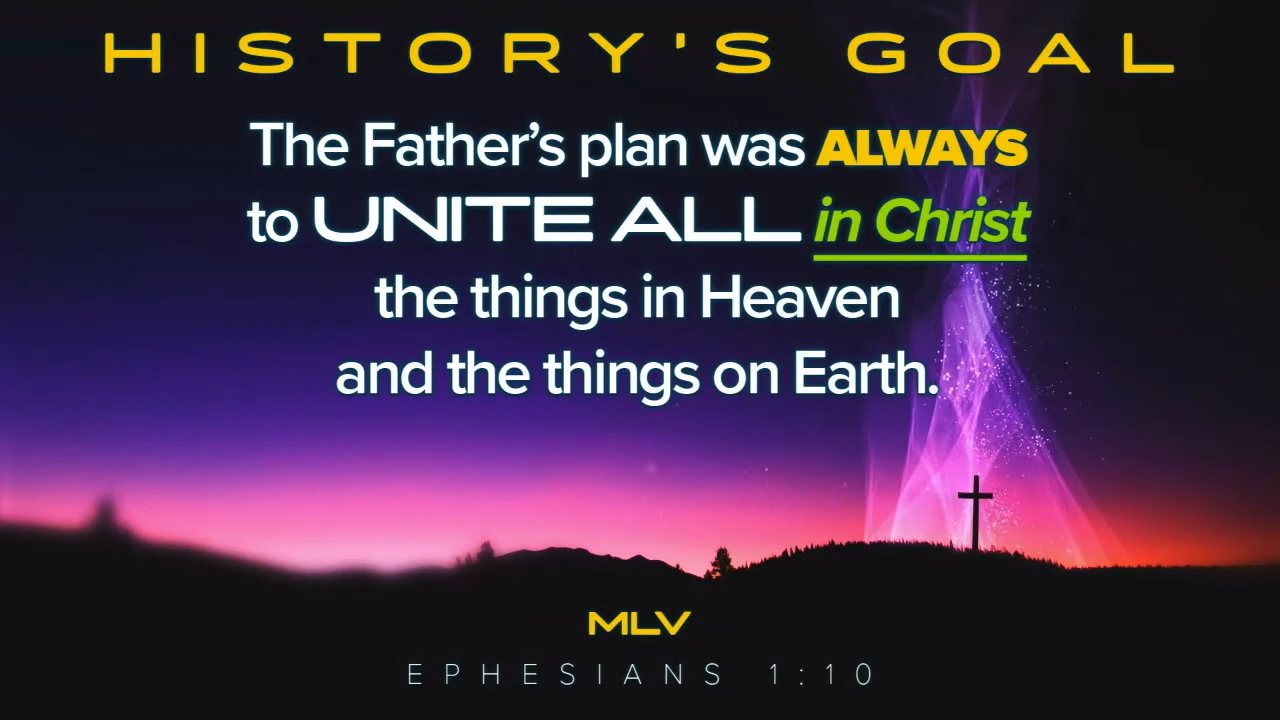 HISTORY'S GOAL
The Father’s plan was ALWAYS
to UNITE ALL in Christ
the things in Heaven
and the things on Earth.
MLV
EPHESIANS 1:10